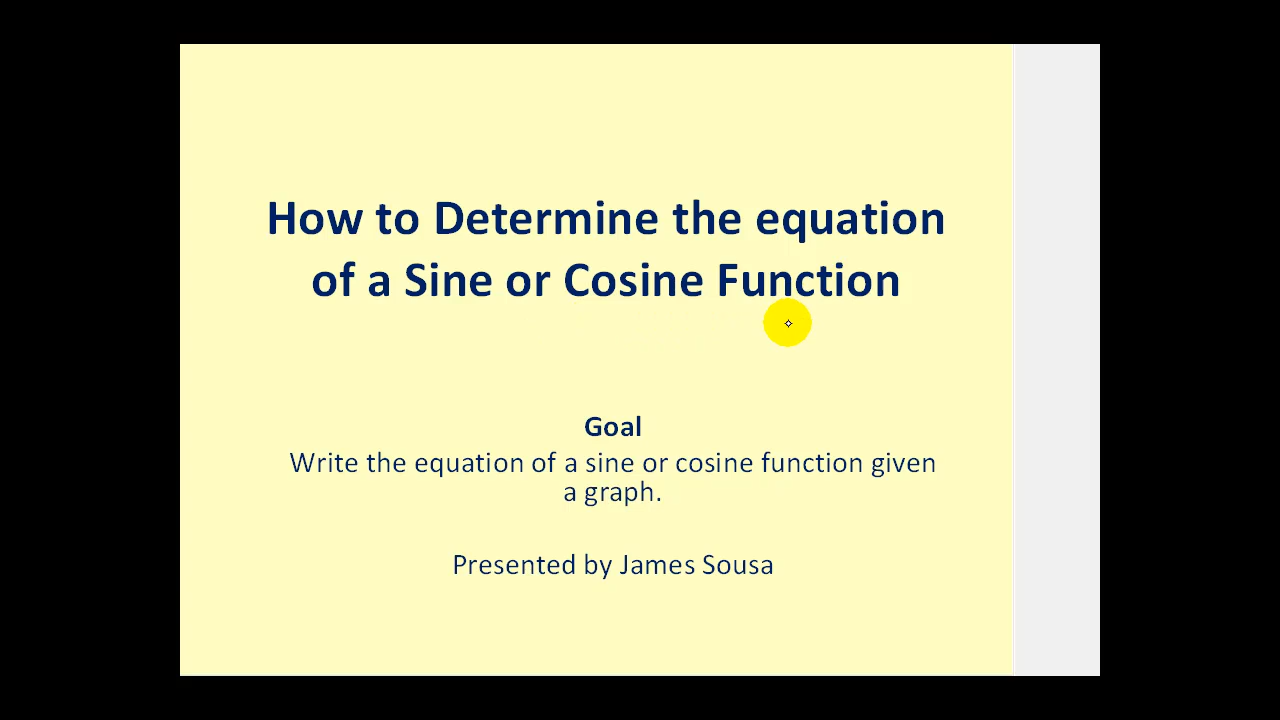 How to Determine the equation
of a Sine or Cosine Function
Goal
Write the equation of a sine or cosine function given
a graph.
Presented by James Sousa